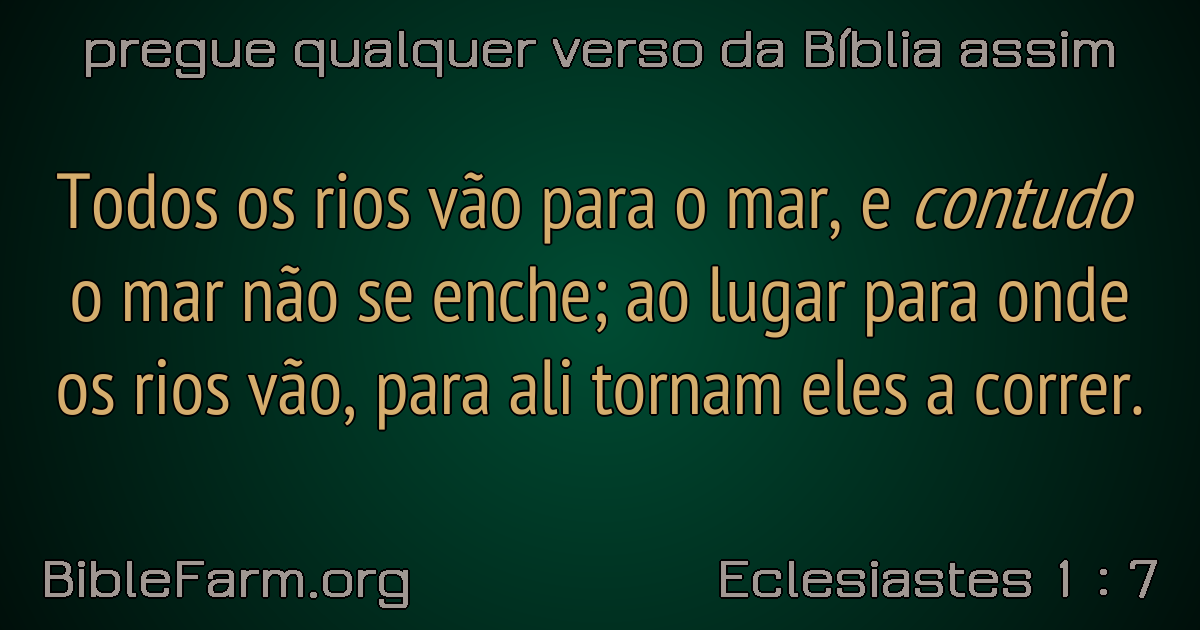 pregue qualquer verso da Bíblia assim
Todos os rios vão para o mar, e contudo
o mar não se enche; ao lugar para onde
os rios vão, para ali tornam eles a correr.
BibleFarm.org
Eclesiastes 1 : 7